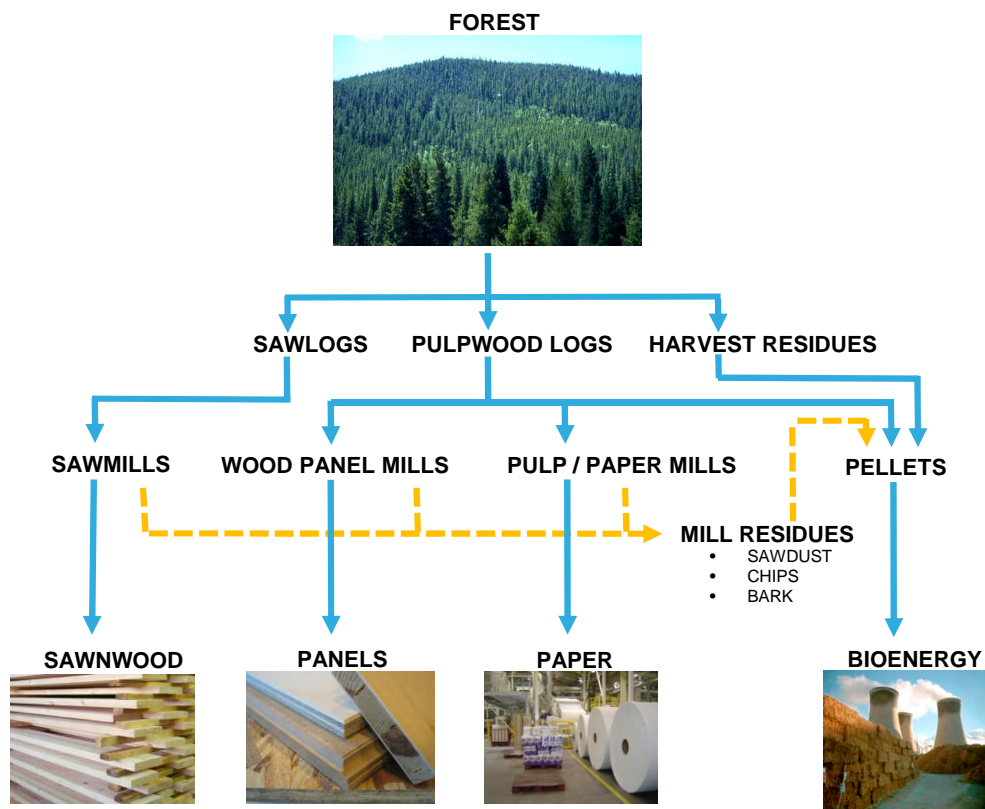 FOREST
SAWLOGS
PULPWOOD LOGS
HARVEST RESIDUES
SAWMILLS
WOOD PANEL MILLS
PULP / PAPER MILLS
PELLETS
MILL RESIDUES
• SAWDUST
• CHIPS
• BARK
SAWNWOOD
PANELS
PAPER
BIOENERGY